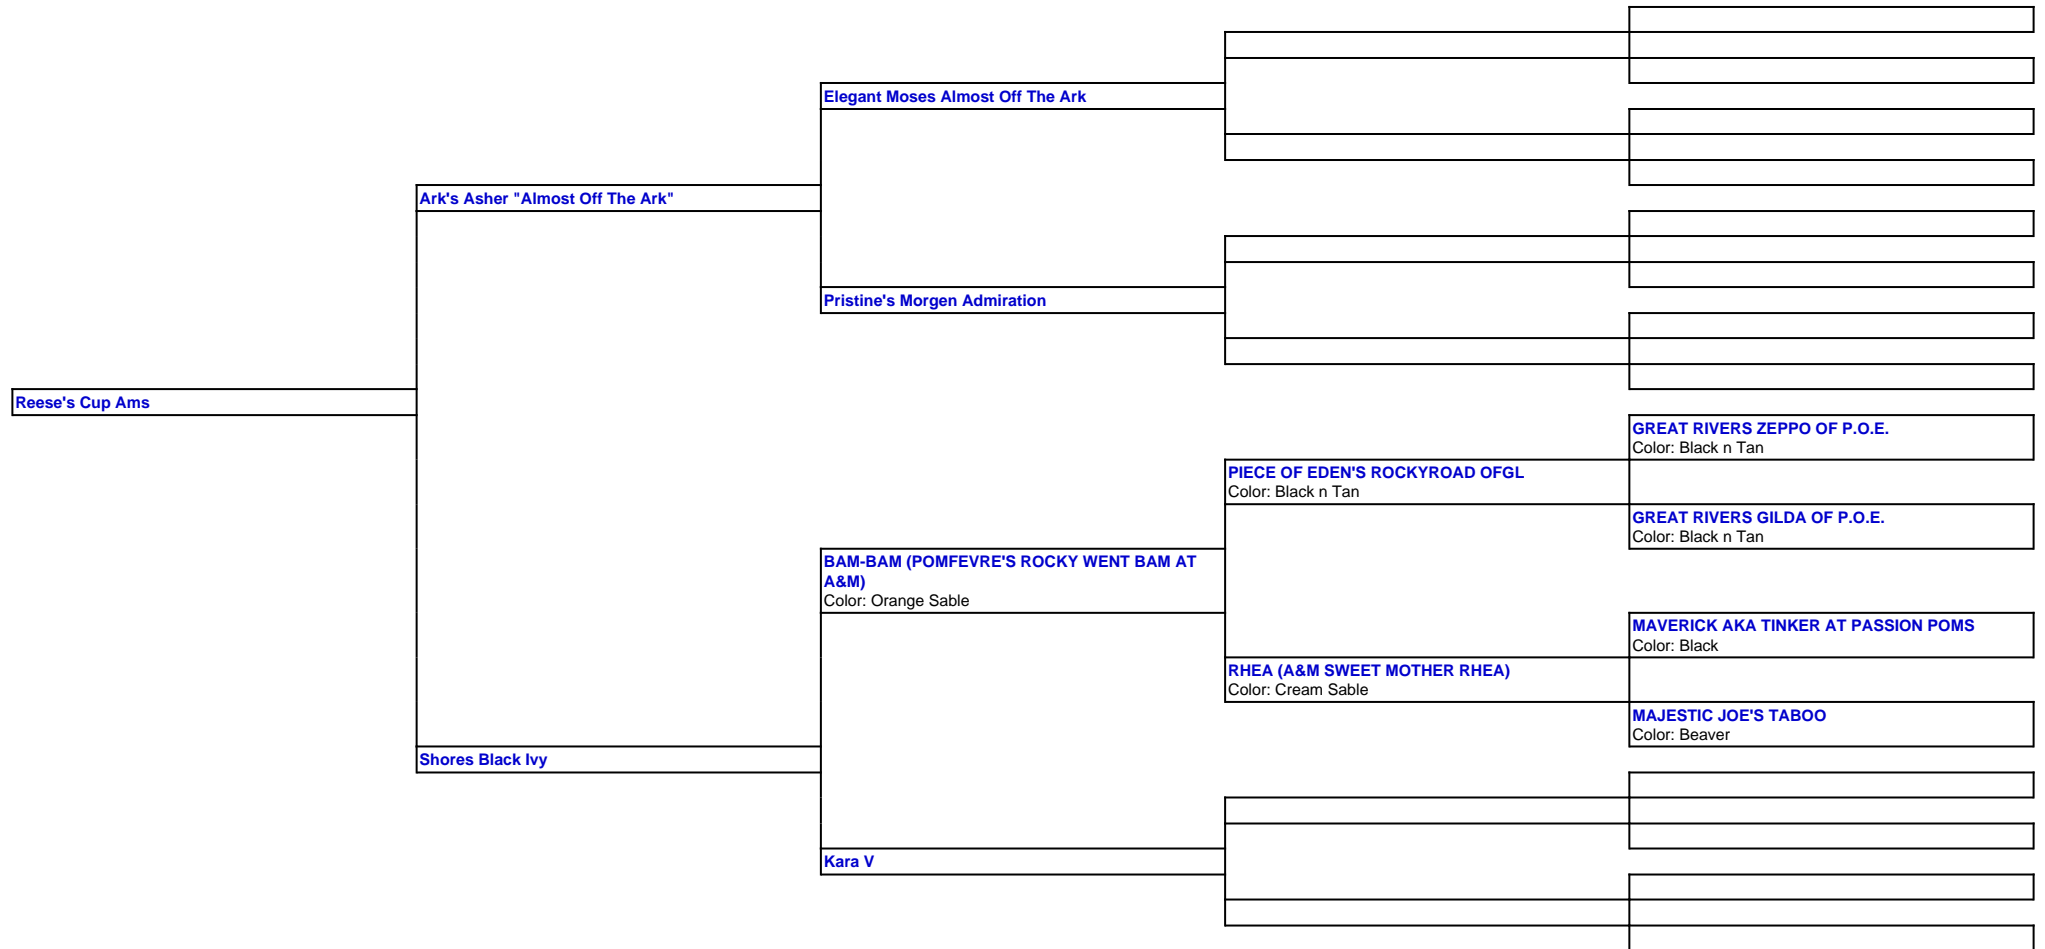 Elegant Moses Almost Off The Ark
Ark's Asher "Almost Off The Ark"
Pristine's Morgen Admiration
Reese's Cup Ams
GREAT RIVERS ZEPPO OF P.O.E.
Color: Black n Tan
PIECE OF EDEN'S ROCKYROAD OFGL
Color: Black n Tan
GREAT RIVERS GILDA OF P.O.E.
Color: Black n Tan
BAM-BAM (POMFEVRE'S ROCKY WENT BAM AT
A&M)
Color: Orange Sable
MAVERICK AKA TINKER AT PASSION POMS
Color: Black
RHEA (A&M SWEET MOTHER RHEA)
Color: Cream Sable
MAJESTIC JOE'S TABOO
Color: Beaver
Shores Black Ivy
Kara V